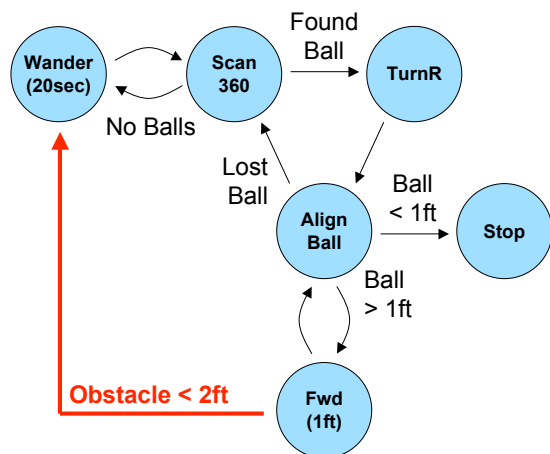 Wander
(20sec)
Scan
360
Found
Ball
TurnR
No Balls
Lost
Ball
Align
Ball
Ball
< 1ft
Stop
Ball
> 1ft
Obstacle < 2ft
Fwd
(1ft)